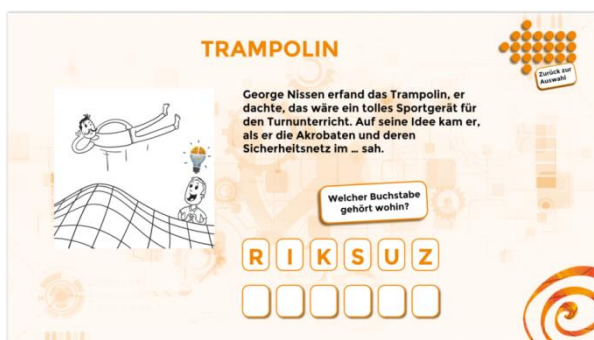 TRAMPOLIN
Zurück zur
Auswahl
George Nissen erfand das Trampolin, er
dachte, das wäre ein tolles Sportgerät für
den Turnunterricht. Auf seine Idee kam er,
als er die Akrobaten und deren
Sicherheitsnetz im ... sah.
Welcher Buchstabe
gehört wohin?
R I K S U Z